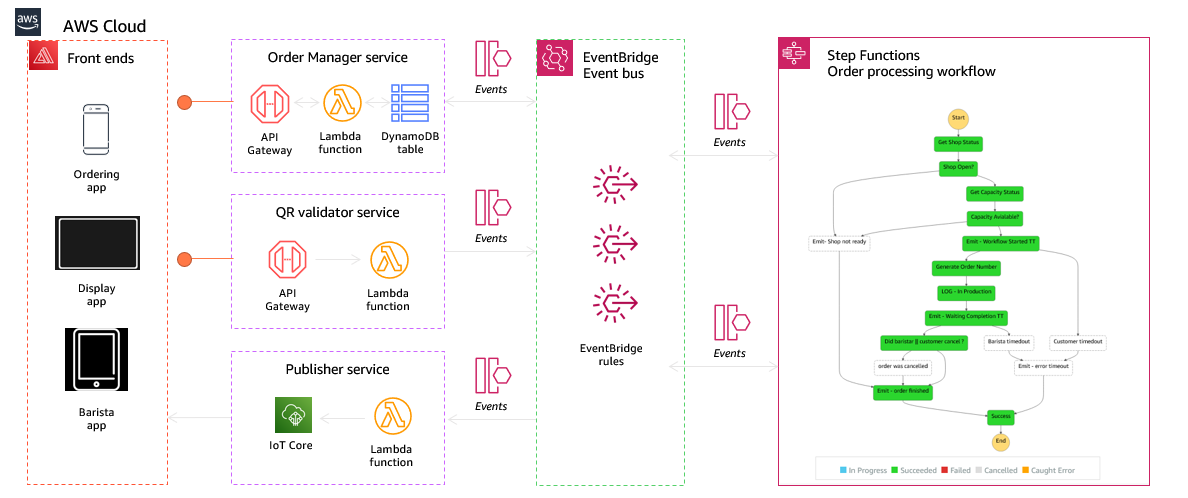 aws
AWS Cloud
Front ends
Ordering
app
Display
app
Barista
app
Order Manager service
API
Gateway
Lambda
function
DynamoDB
table
QR validator service
API
Gateway
Lambda
function
Publisher service
IoT Core
Lambda
function
Events
Events
Events
EventBridge
Event bus
EventBridge
rules
Events
Events
Step Functions
Order processing workflow
Start
Get Shop Status
Shop Open?
Get Capacity Status
Capacity Available?
Emit- Shop not ready
Emit - Workflow Started TT
Generate Order Number
LOG - In Production
Emit - Waiting Completion TT
Did barista || customer cancel ?
Barista timedout
Customer timedout
order was cancelled
Emit - error timeout
Emit - order finished
Success
End
In Progress
Succeeded
Failed
Cancelled
Caught Error